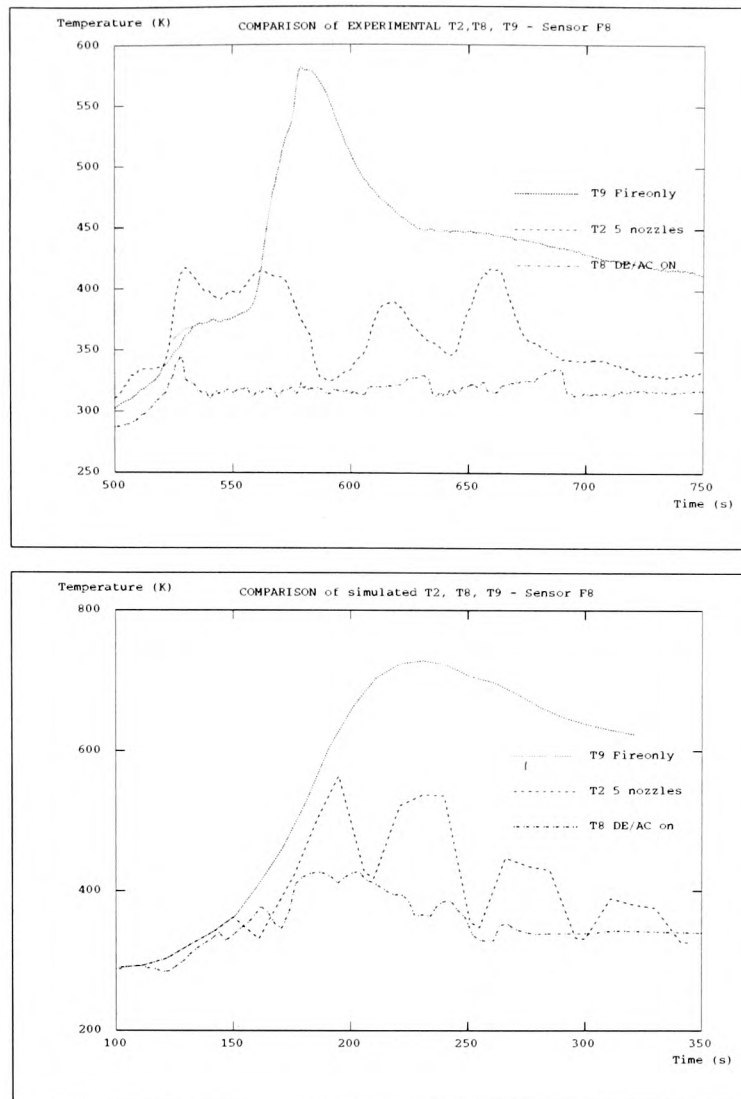 Temperature (K) COMPARISON of EXPERIMENTAL T2,T8, T9 - Sensor F8
600
550
500
T9 Fireonly
450
T2 5 nozzles
T8 DE/AC ON
400
350
300
250
500 550 600 650 700 750
Time (s)
Temperature (K) COMPARISON of simulated T2, T8, T9 - Sensor F8
800
600
T9 Fireonly
T2 5 nozzles
T8 DE/AC on
400
200
100 150 200 250 300 350
Time (s)